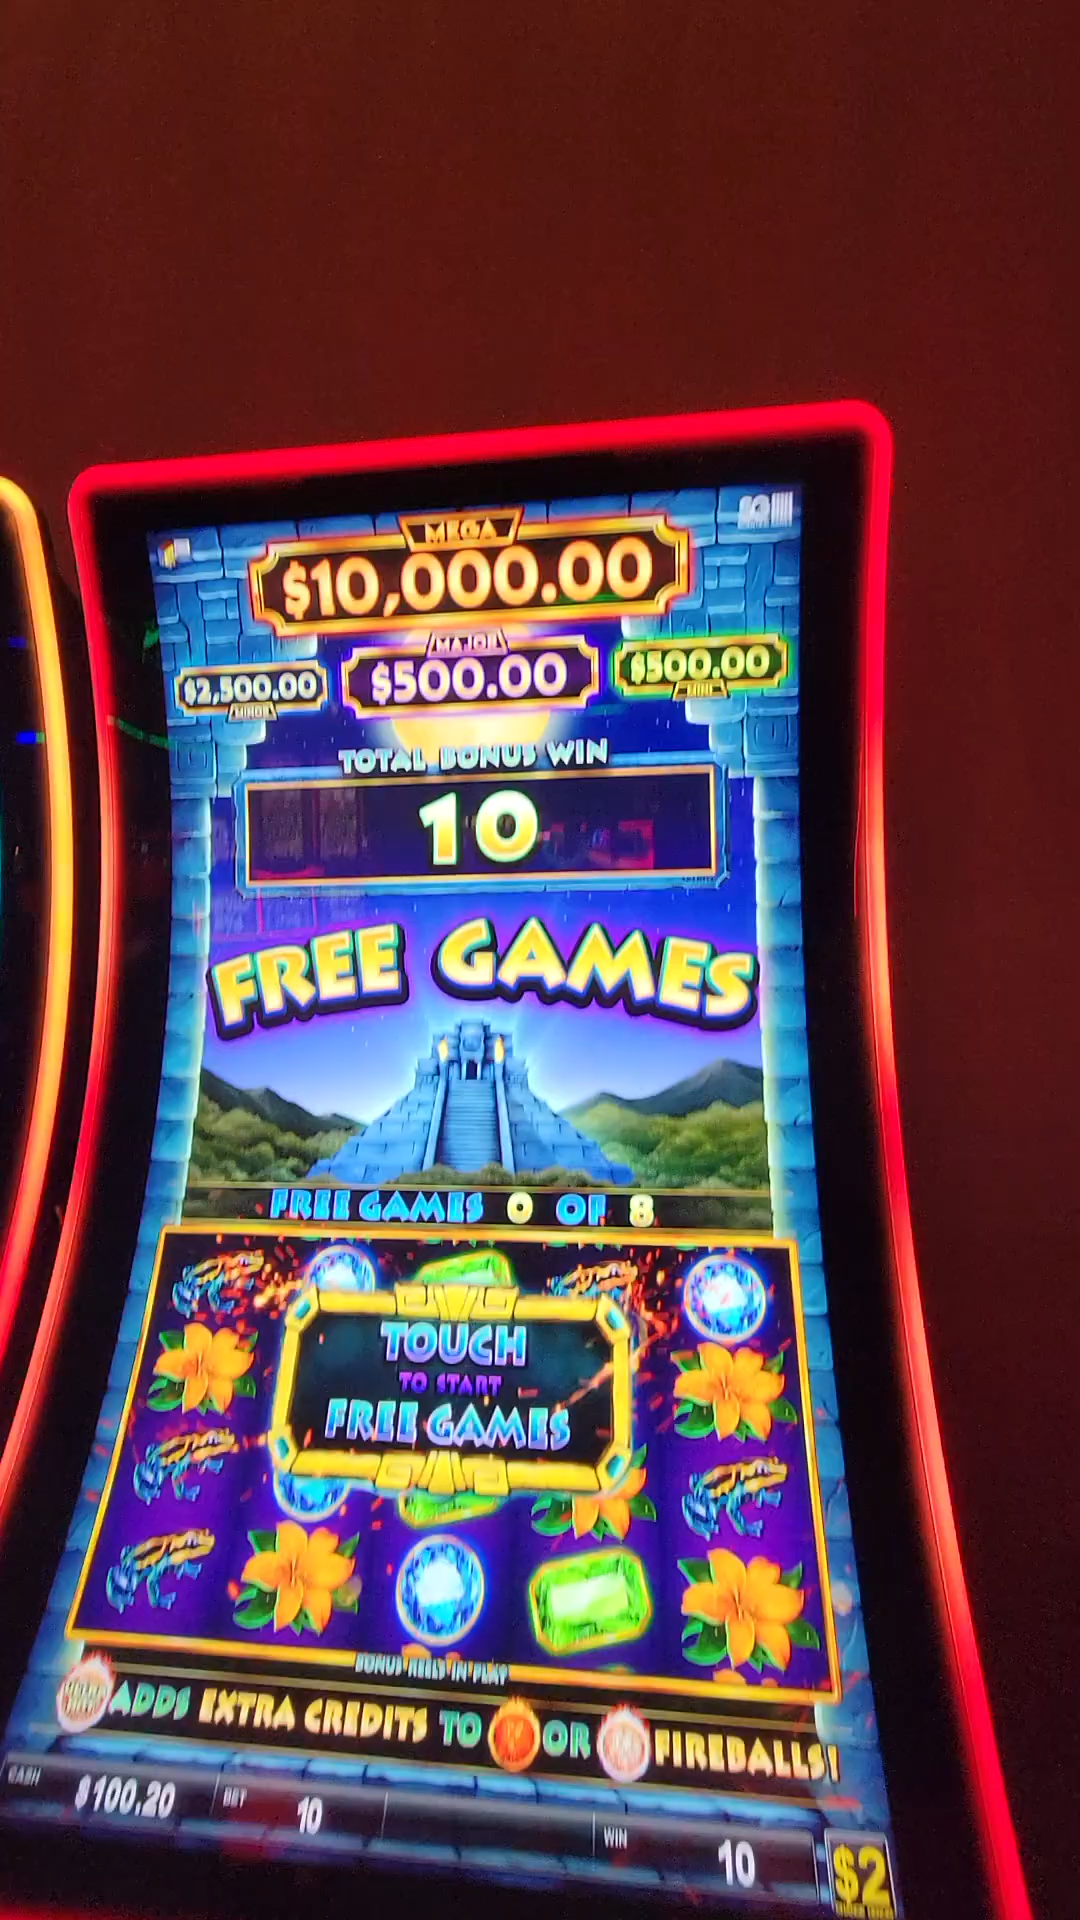 MEGA
$10,000.00
MAJOR
$500.00
$2,500.00
MINOR
$500.00
MINI
TOTAL BONUS WIN
10
FREE GAMES
FREE GAMES 0 OF 8
TOUCH
TO START
FREE GAMES
BONUS REELS IN PLAY
ADDS EXTRA CREDITS TO OR FIREBALLS!
CASH $100.20 BET 10 WIN 10 $2